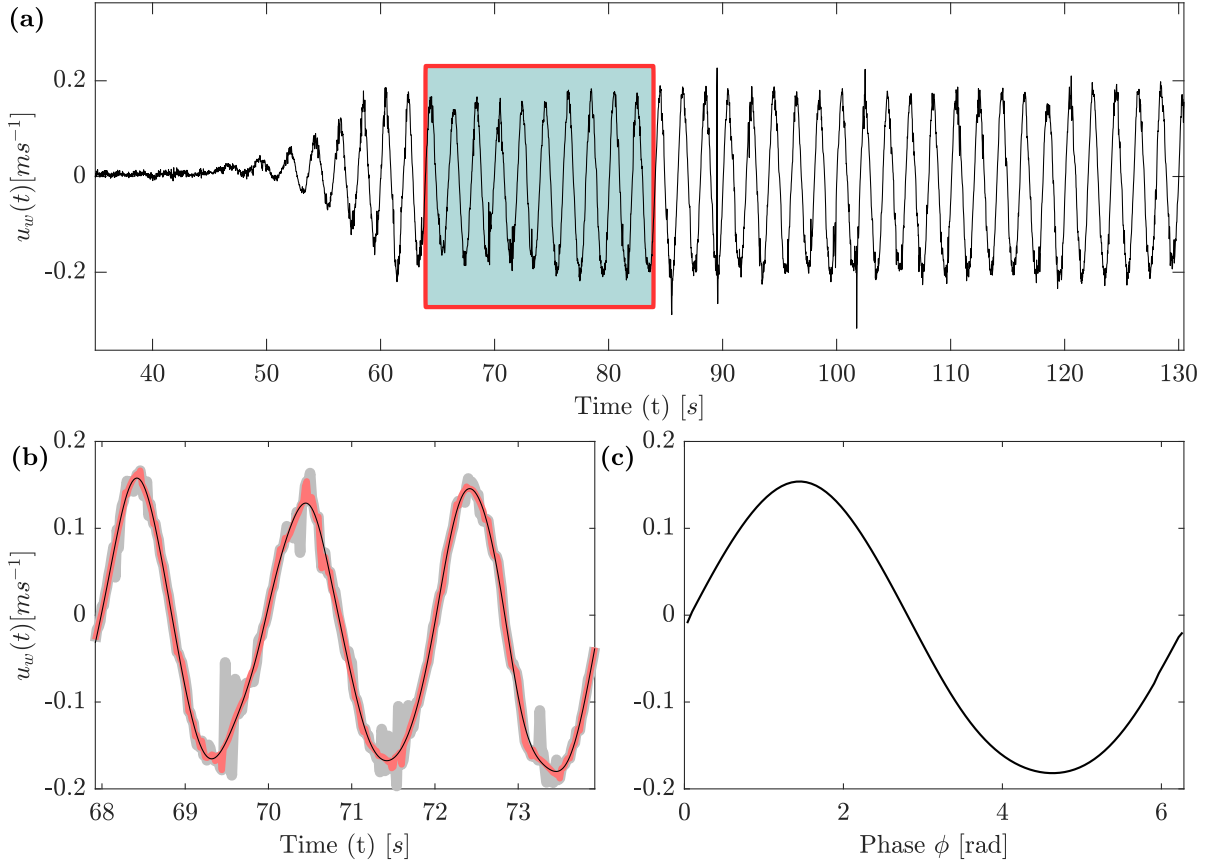 (a)
0.2
0
-0.2
u_w(t)[ms^{-1}]
40 50 60 70 80 90 100 110 120 130
Time (t) [s]
(b)
0.2
0.1
0
-0.1
-0.2
u_w(t)[ms^{-1}]
68 69 70 71 72 73
Time (t) [s]
(c)
0.2
0.1
0
-0.1
-0.2
0 2 4 6
Phase ϕ [rad]